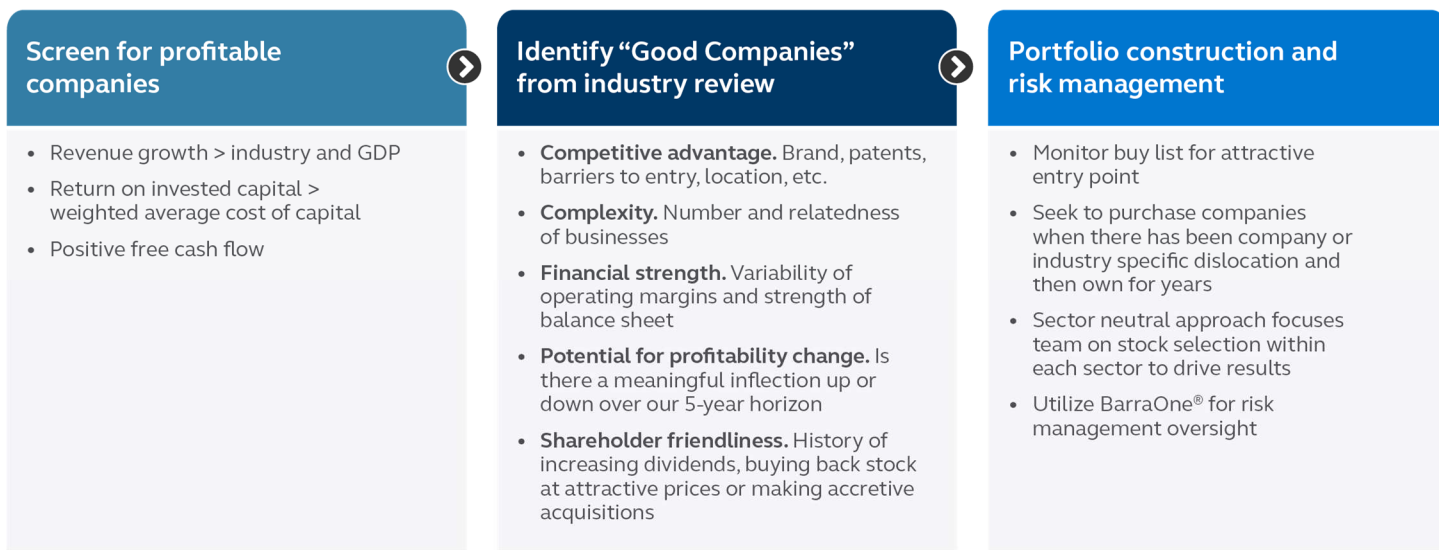 Screen for profitable
companies
• Revenue growth > industry and GDP
• Return on invested capital >
weighted average cost of capital
• Positive free cash flow
Identify “Good Companies”
from industry review
• Competitive advantage. Brand, patents,
barriers to entry, location, etc.
• Complexity. Number and relatedness
of businesses
• Financial strength. Variability of
operating margins and strength of
balance sheet
• Potential for profitability change. Is
there a meaningful inflection up or
down over our 5-year horizon
• Shareholder friendliness. History of
increasing dividends, buying back stock
at attractive prices or making accretive
acquisitions
Portfolio construction and
risk management
• Monitor buy list for attractive
entry point
• Seek to purchase companies
when there has been company or
industry specific dislocation and
then own for years
• Sector neutral approach focuses
team on stock selection within
each sector to drive results
• Utilize BarraOne® for risk
management oversight